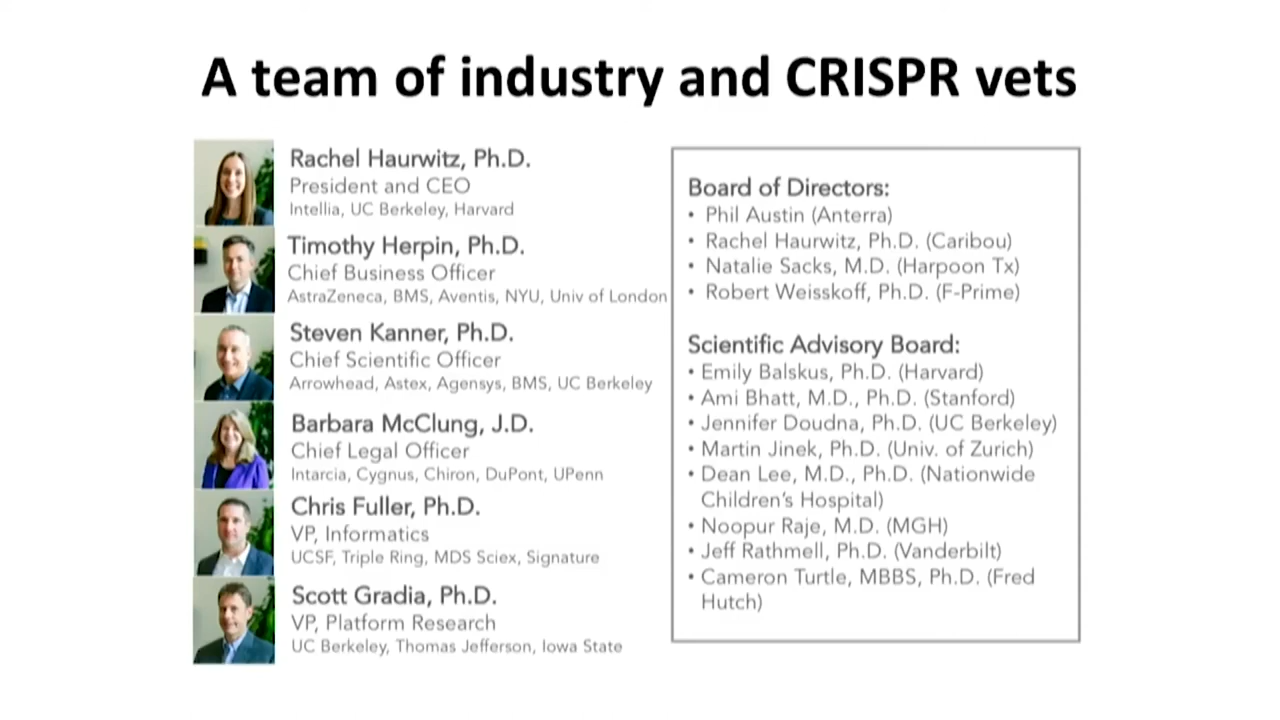 A team of industry and CRISPR vets
Rachel Haurwitz, Ph.D.
President and CEO
Intellia, UC Berkeley, Harvard
Timothy Herpin, Ph.D.
Chief Business Officer
AstraZeneca, BMS, Aventis, NYU, Univ of London
Steven Kanner, Ph.D.
Chief Scientific Officer
Arrowhead, Astex, Agensys, BMS, UC Berkeley
Barbara McClung, J.D.
Chief Legal Officer
Intarcia, Cygnus, Chiron, DuPont, UPenn
Chris Fuller, Ph.D.
VP, Informatics
UCSF, Triple Ring, MDS Sciex, Signature
Scott Gradia, Ph.D.
VP, Platform Research
UC Berkeley, Thomas Jefferson, Iowa State
Board of Directors:
• Phil Austin (Anterra)
• Rachel Haurwitz, Ph.D. (Caribou)
• Natalie Sacks, M.D. (Harpoon Tx)
• Robert Weisskoff, Ph.D. (F-Prime)
Scientific Advisory Board:
• Emily Balskus, Ph.D. (Harvard)
• Ami Bhatt, M.D., Ph.D. (Stanford)
• Jennifer Doudna, Ph.D. (UC Berkeley)
• Martin Jinek, Ph.D. (Univ. of Zurich)
• Dean Lee, M.D., Ph.D. (Nationwide
Children's Hospital)
• Noopur Raje, M.D. (MGH)
• Jeff Rathmell, Ph.D. (Vanderbilt)
• Cameron Turtle, MBBS, Ph.D. (Fred
Hutch)